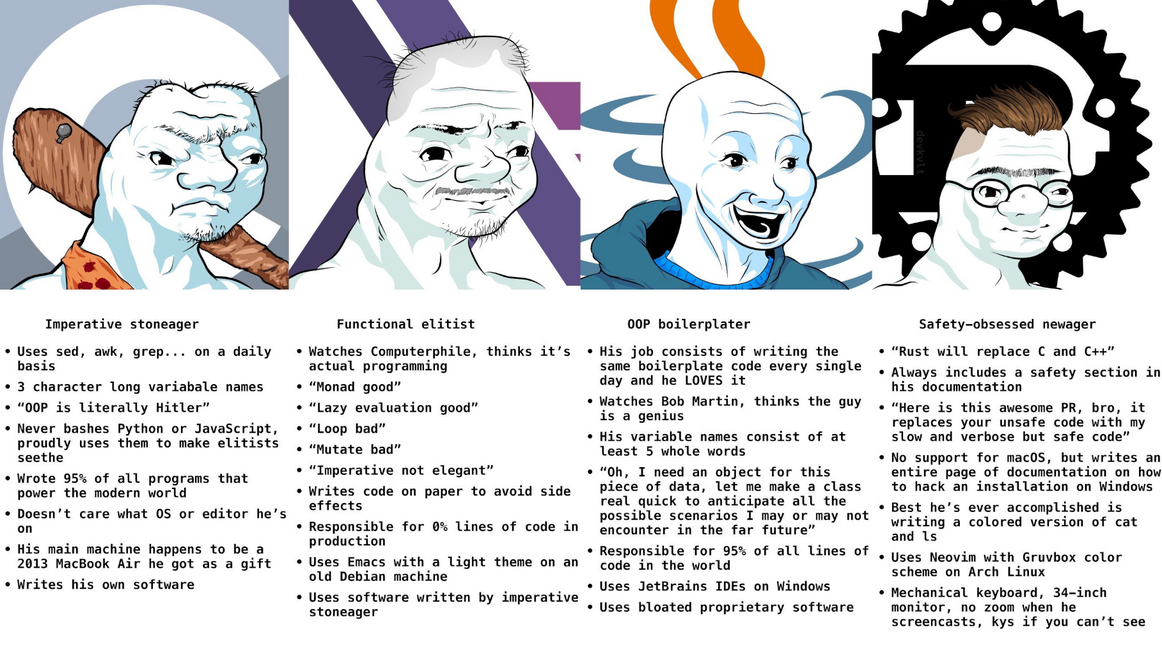 Imperative stoneager
• Uses sed, awk, grep... on a daily
basis
• 3 character long variabale names
• “OOP is literally Hitler”
• Never bashes Python or JavaScript,
proudly uses them to make elitists
seethe
• Wrote 95% of all programs that
power the modern world
• Doesn’t care what OS or editor he’s
on
• His main machine happens to be a
2013 MacBook Air he got as a gift
• Writes his own software
Functional elitist
• Watches Computerphile, thinks it’s
actual programming
• “Monad good”
• “Lazy evaluation good”
• “Loop bad”
• “Mutate bad”
• “Imperative not elegant”
• Writes code on paper to avoid side
effects
• Responsible for 0% lines of code in
production
• Uses Emacs with a light theme on an
old Debian machine
• Uses software written by imperative
stoneager
OOP boilerplater
• His job consists of writing the
same boilerplate code every single
day and he LOVES it
• Watches Bob Martin, thinks the guy
is a genius
• His variable names consist of at
least 5 whole words
• “Oh, I need an object for this
piece of data, let me make a class
real quick to anticipate all the
possible scenarios I may or may not
encounter in the far future”
• Responsible for 95% of all lines of
code in the world
• Uses JetBrains IDEs on Windows
• Uses bloated proprietary software
devkvlt
Safety-obsessed newager
• “Rust will replace C and C++”
• Always includes a safety section in
his documentation
• “Here is this awesome PR, bro, it
replaces your unsafe code with my
slow and verbose but safe code”
• No support for macOS, but writes an
entire page of documentation on how
to hack an installation on Windows
• Best he’s ever accomplished is
writing a colored version of cat
and ls
• Uses Neovim with Gruvbox color
scheme on Arch Linux
• Mechanical keyboard, 34-inch
monitor, no zoom when he
screencasts, kys if you can’t see